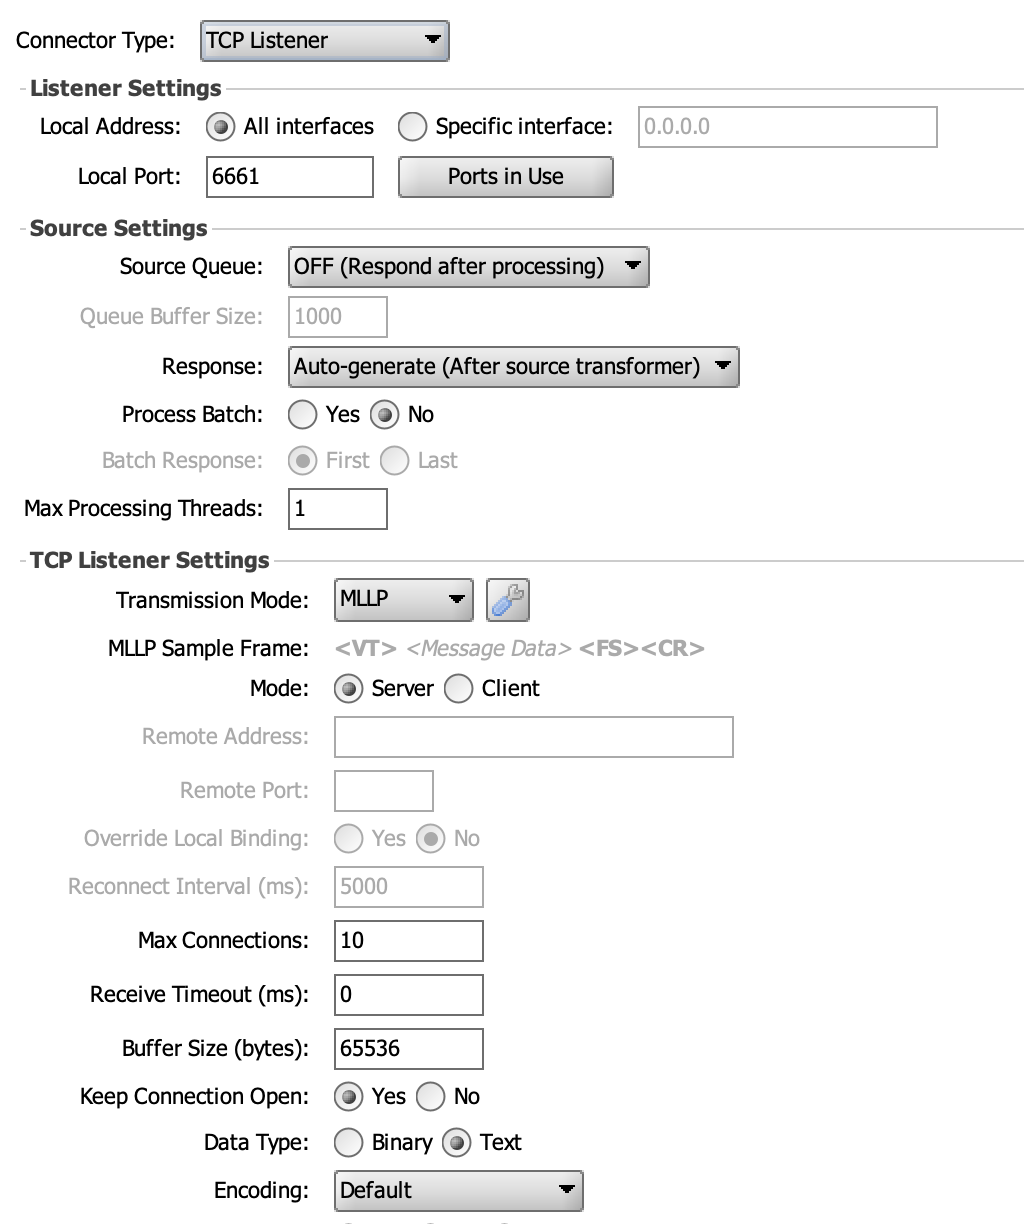 Connector Type: TCP Listener
Listener Settings
Local Address: All interfaces Specific interface: 0.0.0.0
Local Port: 6661 Ports in Use
Source Settings
Source Queue: OFF (Respond after processing)
Queue Buffer Size: 1000
Response: Auto-generate (After source transformer)
Process Batch: Yes No
Batch Response: First Last
Max Processing Threads: 1
TCP Listener Settings
Transmission Mode: MLLP
MLLP Sample Frame: <VT> <Message Data> <FS><CR>
Mode: Server Client
Remote Address:
Remote Port:
Override Local Binding: Yes No
Reconnect Interval (ms): 5000
Max Connections: 10
Receive Timeout (ms): 0
Buffer Size (bytes): 65536
Keep Connection Open: Yes No
Data Type: Binary Text
Encoding: Default